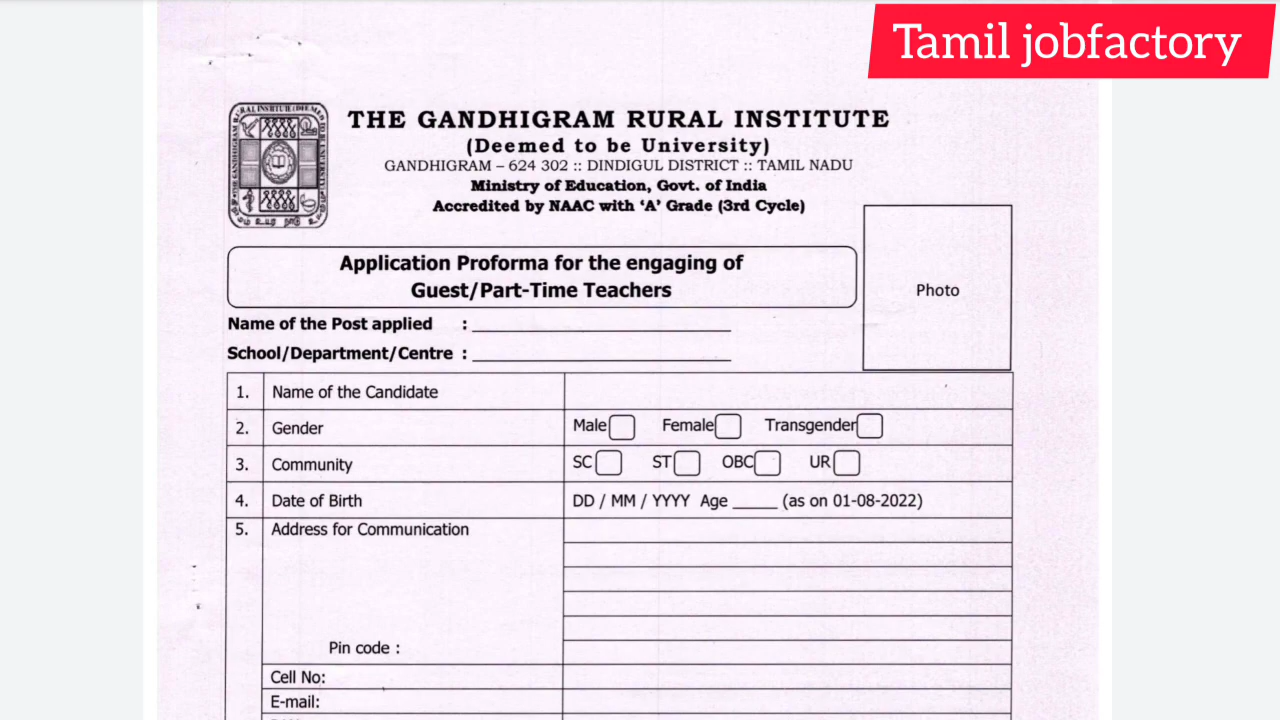 Tamil jobfactory
THE GANDHIGRAM RURAL INSTITUTE
(Deemed to be University)
GANDHIGRAM – 624 302 :: DINDIGUL DISTRICT :: TAMIL NADU
Ministry of Education, Govt. of India
Accredited by NAAC with ‘A’ Grade (3rd Cycle)
Application Proforma for the engaging of
Guest/Part-Time Teachers
Photo
Name of the Post applied : ____________________
School/Department/Centre : ____________________
1. Name of the Candidate
2. Gender Male Female Transgender
3. Community SC ST OBC UR
4. Date of Birth DD / MM / YYYY Age _____ (as on 01-08-2022)
5. Address for Communication
Pin code :
Cell No:
E-mail: